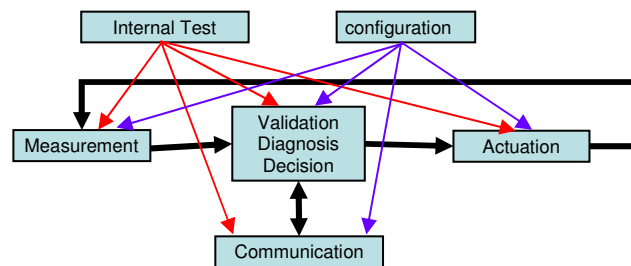 Internal Test
configuration
Measurement
Validation
Diagnosis
Decision
Actuation
Communication